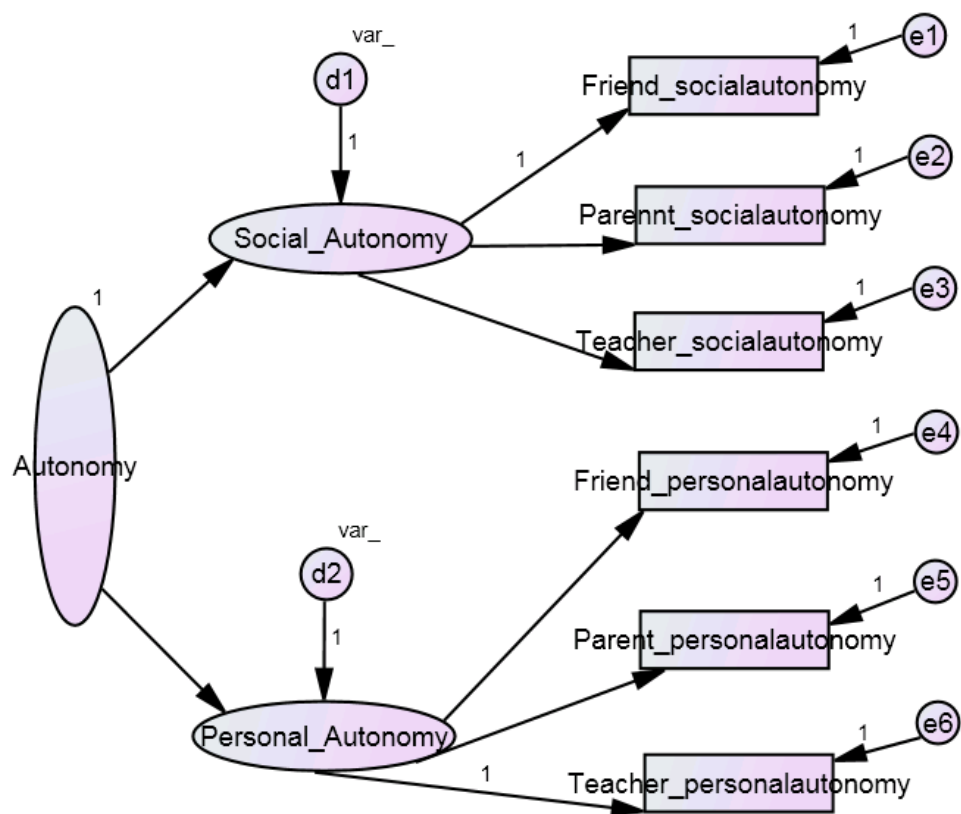 var_
1
e1
d1
Friend_socialautonomy
1
1
1
e2
Parennt_socialautonomy
Social_Autonomy
1
1
e3
Teacher_socialautonomy
Autonomy
1
e4
Friend_personalautonomy
var_
d2
1
e5
1
Parent_personalautonomy
Personal_Autonomy
1
e6
1
Teacher_personalautonomy